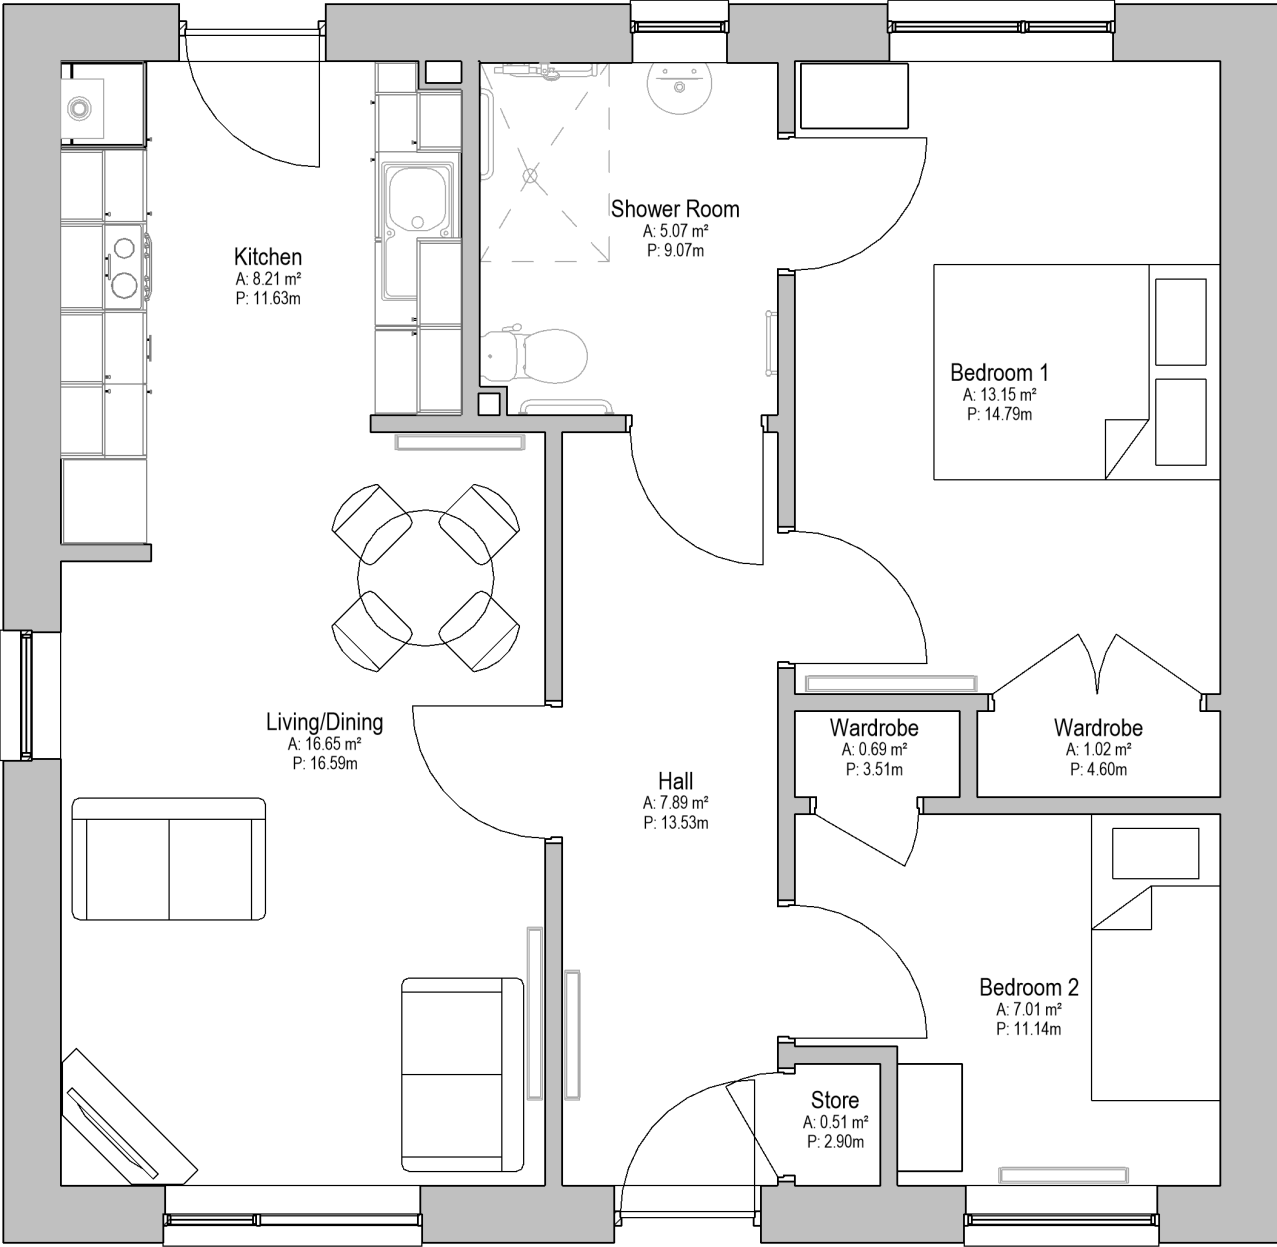 Kitchen
A: 8.21 m²
P: 11.63m
Shower Room
A: 5.07 m²
P: 9.07m
Bedroom 1
A: 13.15 m²
P: 14.79m
Living/Dining
A: 16.65 m²
P: 16.59m
Hall
A: 7.89 m²
P: 13.53m
Wardrobe
A: 0.69 m²
P: 3.51m
Wardrobe
A: 1.02 m²
P: 4.60m
Bedroom 2
A: 7.01 m²
P: 11.14m
Store
A: 0.51 m²
P: 2.90m